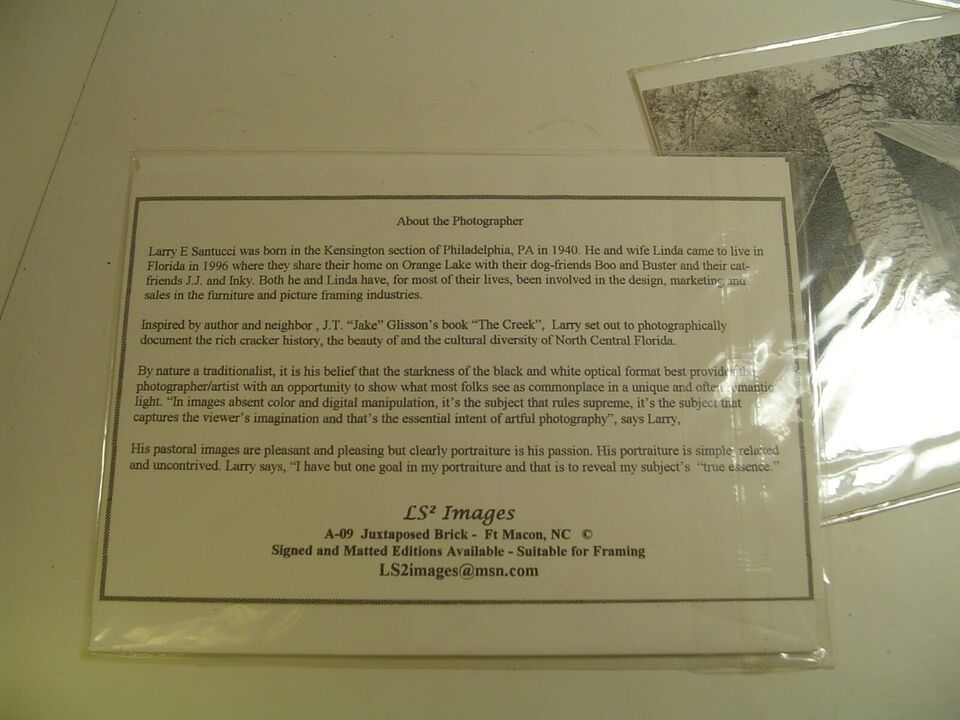 About the Photographer
Larry E Santucci was born in the Kensington section of Philadelphia, PA in 1940. He and wife Linda came to live in
Florida in 1996 where they share their home on Orange Lake with their dog-friends Boo and Buster and their cat-
friends J.J. and Inky. Both he and Linda have, for most of their lives, been involved in the design, marketing and
sales in the furniture and picture framing industries.
Inspired by author and neighbor , J.T. “Jake” Glisson’s book “The Creek”, Larry set out to photographically
document the rich cracker history, the beauty of and the cultural diversity of North Central Florida.
By nature a traditionalist, it is his belief that the starkness of the black and white optical format best provides the
photographer/artist with an opportunity to show what most folks see as commonplace in a unique and often romantic
light. “In images absent color and digital manipulation, it’s the subject that rules supreme, it’s the subject that
captures the viewer’s imagination and that’s the essential intent of artful photography”, says Larry,
His pastoral images are pleasant and pleasing but clearly portraiture is his passion. His portraiture is simple, relaxed
and uncontrived. Larry says, “I have but one goal in my portraiture and that is to reveal my subject’s “true essence.”
LS² Images
A-09 Juxtaposed Brick - Ft Macon, NC ©
Signed and Matted Editions Available - Suitable for Framing
LS2images@msn.com